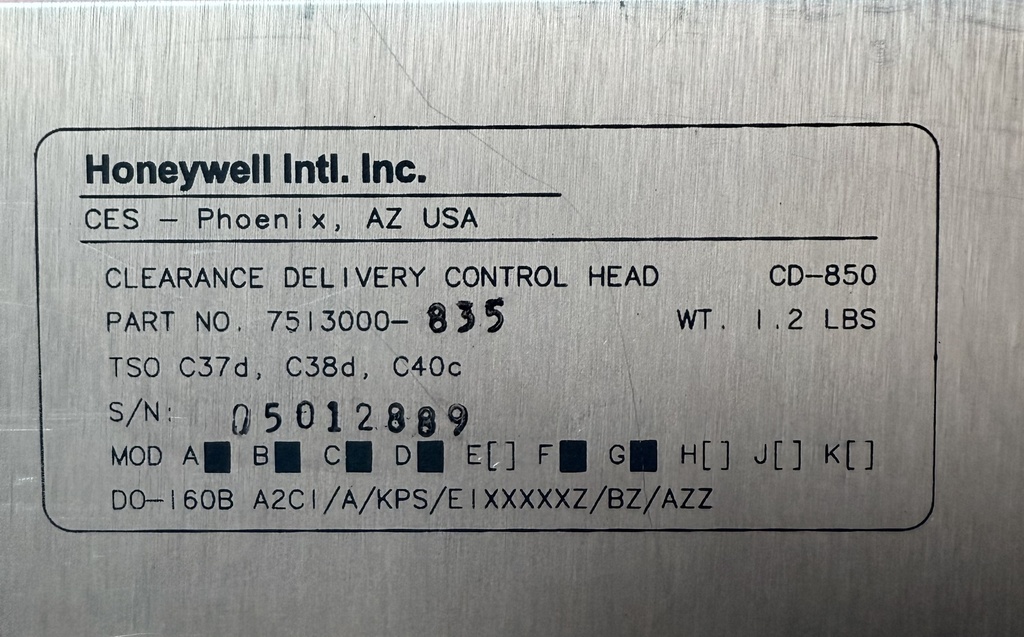 Honeywell Intl. Inc.
CES – Phoenix, AZ USA
CLEARANCE DELIVERY CONTROL HEAD CD–850
PART NO. 7513000– 835 WT. 1.2 LBS
TSO C37d, C38d, C40c
S/N: 05012889
MOD A■ B■ C■ D■ E[] F■ G■ H[] J[] K[]
DO–160B A2C1/A/KPS/E1XXXXXZ/BZ/AZZ